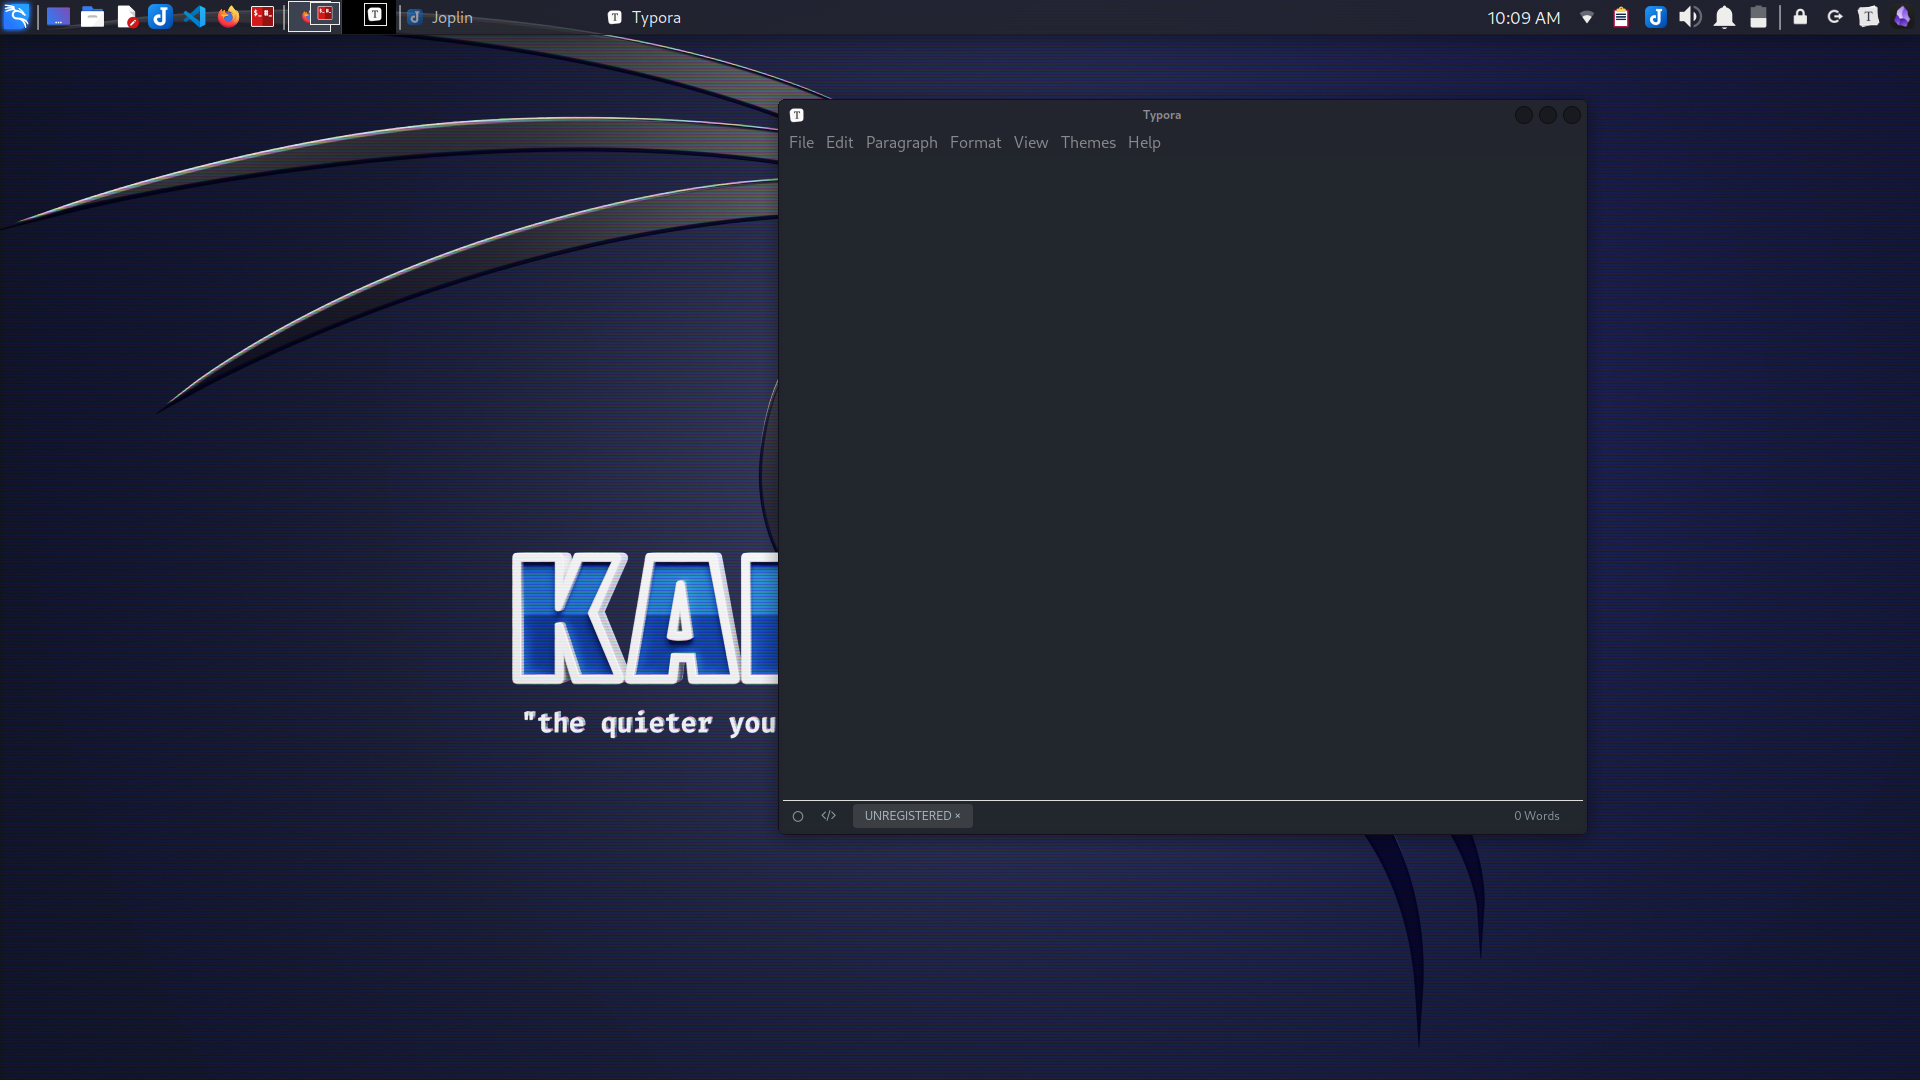 Joplin
Typora
10:09 AM
Typora
File Edit Paragraph Format View Themes Help
KA
"the quieter you
UNREGISTERED ×
0 Words